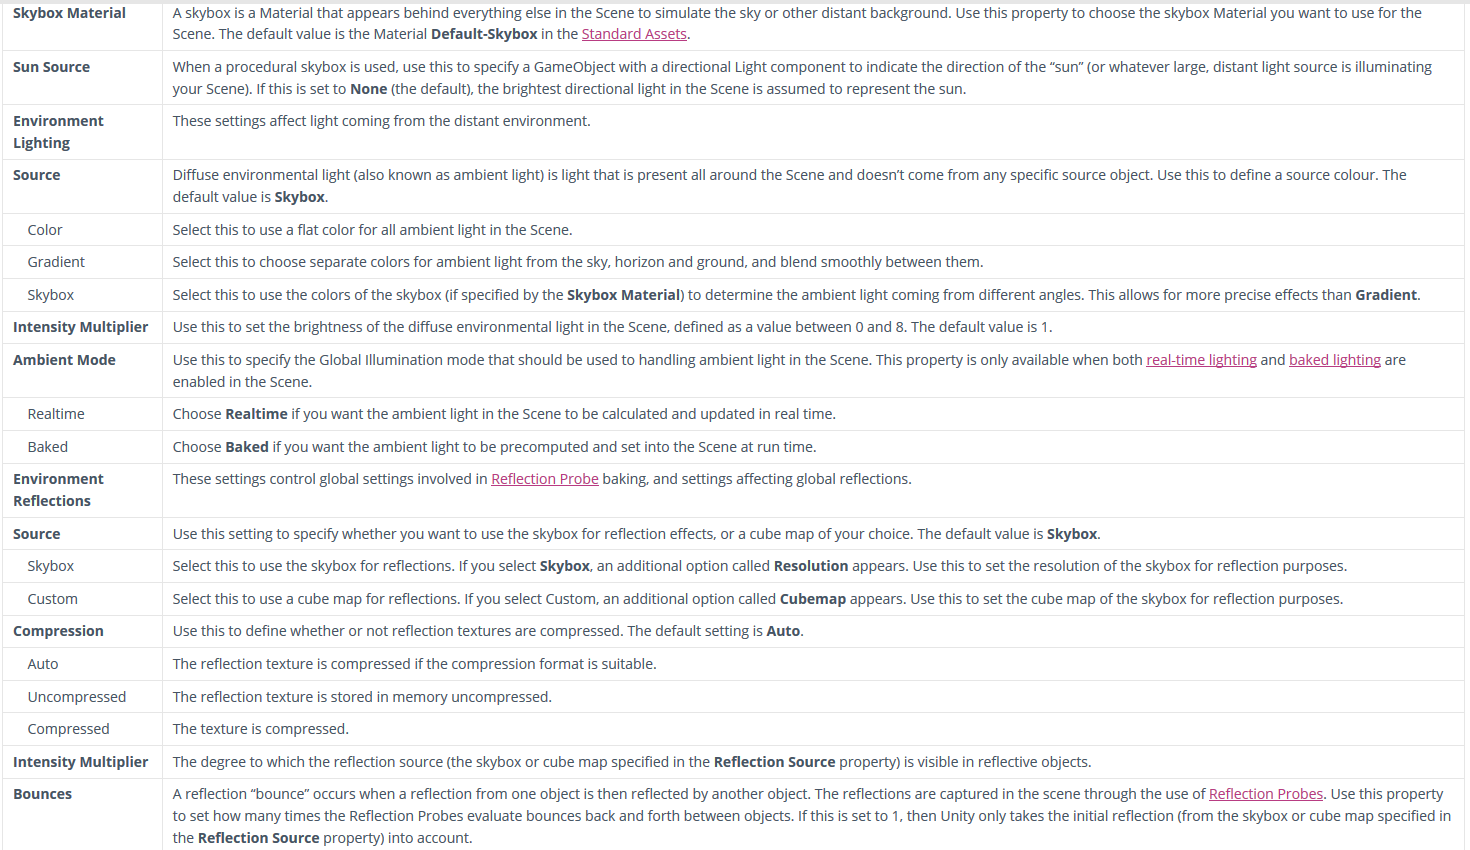 Skybox Material
A skybox is a Material that appears behind everything else in the Scene to simulate the sky or other distant background. Use this property to choose the skybox Material you want to use for the
Scene. The default value is the Material Default-Skybox in the Standard Assets.
Sun Source
When a procedural skybox is used, use this to specify a GameObject with a directional Light component to indicate the direction of the “sun” (or whatever large, distant light source is illuminating
your Scene). If this is set to None (the default), the brightest directional light in the Scene is assumed to represent the sun.
Environment
Lighting
These settings affect light coming from the distant environment.
Source
Diffuse environmental light (also known as ambient light) is light that is present all around the Scene and doesn’t come from any specific source object. Use this to define a source colour. The
default value is Skybox.
Color
Select this to use a flat color for all ambient light in the Scene.
Gradient
Select this to choose separate colors for ambient light from the sky, horizon and ground, and blend smoothly between them.
Skybox
Select this to use the colors of the skybox (if specified by the Skybox Material) to determine the ambient light coming from different angles. This allows for more precise effects than Gradient.
Intensity Multiplier
Use this to set the brightness of the diffuse environmental light in the Scene, defined as a value between 0 and 8. The default value is 1.
Ambient Mode
Use this to specify the Global Illumination mode that should be used to handling ambient light in the Scene. This property is only available when both real-time lighting and baked lighting are
enabled in the Scene.
Realtime
Choose Realtime if you want the ambient light in the Scene to be calculated and updated in real time.
Baked
Choose Baked if you want the ambient light to be precomputed and set into the Scene at run time.
Environment
Reflections
These settings control global settings involved in Reflection Probe baking, and settings affecting global reflections.
Source
Use this setting to specify whether you want to use the skybox for reflection effects, or a cube map of your choice. The default value is Skybox.
Skybox
Select this to use the skybox for reflections. If you select Skybox, an additional option called Resolution appears. Use this to set the resolution of the skybox for reflection purposes.
Custom
Select this to use a cube map for reflections. If you select Custom, an additional option called Cubemap appears. Use this to set the cube map of the skybox for reflection purposes.
Compression
Use this to define whether or not reflection textures are compressed. The default setting is Auto.
Auto
The reflection texture is compressed if the compression format is suitable.
Uncompressed
The reflection texture is stored in memory uncompressed.
Compressed
The texture is compressed.
Intensity Multiplier
The degree to which the reflection source (the skybox or cube map specified in the Reflection Source property) is visible in reflective objects.
Bounces
A reflection “bounce” occurs when a reflection from one object is then reflected by another object. The reflections are captured in the scene through the use of Reflection Probes. Use this property
to set how many times the Reflection Probes evaluate bounces back and forth between objects. If this is set to 1, then Unity only takes the initial reflection (from the skybox or cube map specified in
the Reflection Source property) into account.